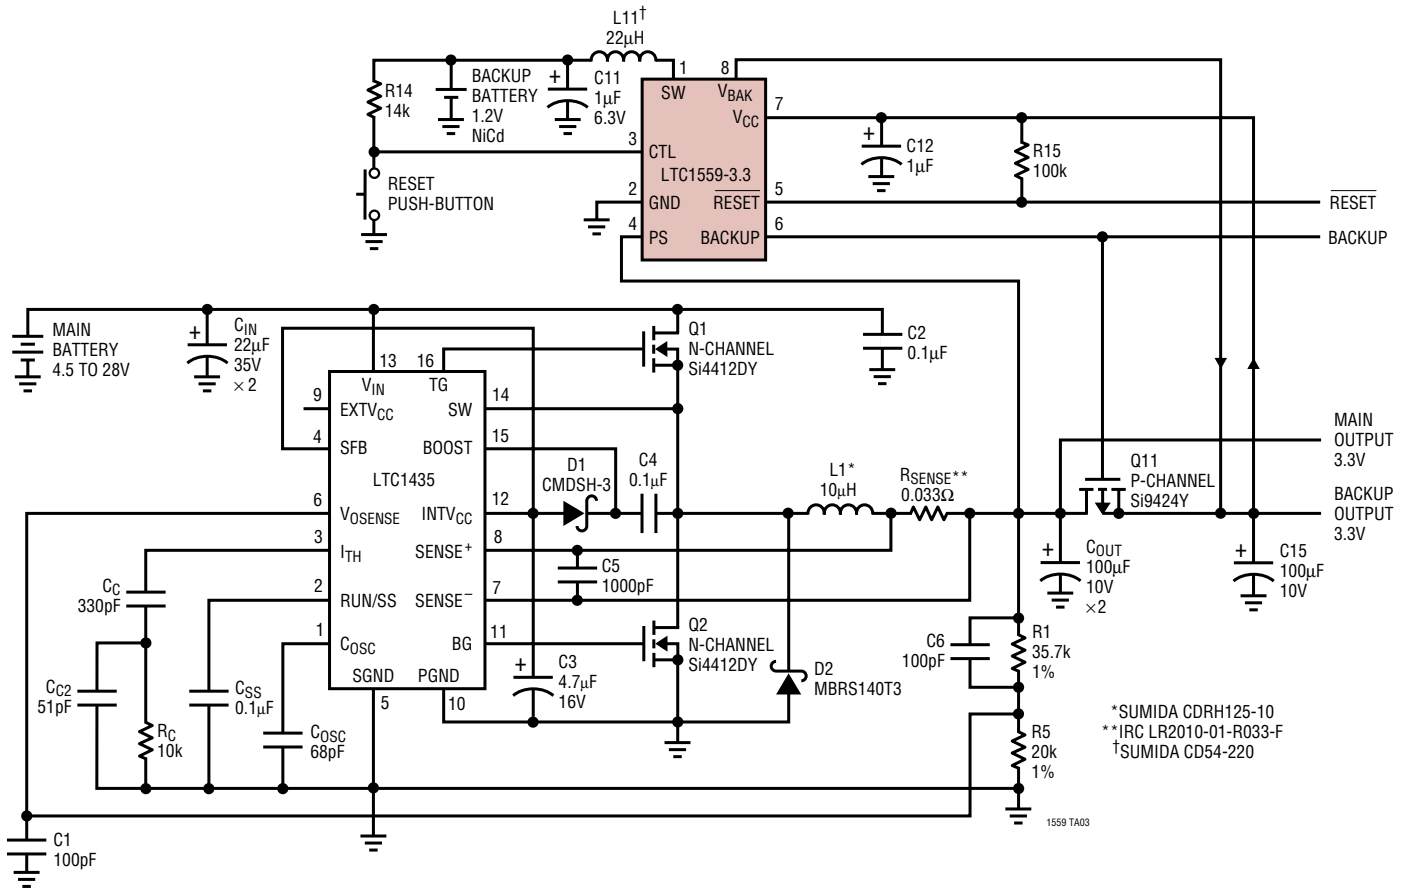 L11†
22µH
R14
14k
BACKUP
BATTERY
1.2V
NiCd
+
C11
1µF
6.3V
1
8
SW
VBAK
VCC
7
3
CTL
LTC1559-3.3
2
GND
RESET
5
4
PS
BACKUP
6
+
C12
1µF
R15
100k
RESET
BACKUP
RESET
PUSH-BUTTON
MAIN
BATTERY
4.5 TO 28V
+
CIN
22µF
35V
×2
13
16
VIN
TG
9
EXTVCC
SW
14
4
SFB
BOOST
15
LTC1435
6
VOSENSE
INTVCC
12
3
ITH
SENSE+
8
2
RUN/SS
SENSE–
7
1
COSC
BG
11
SGND
PGND
5
10
Q1
N-CHANNEL
Si4412DY
C2
0.1µF
D1
CMDSH-3
C4
0.1µF
L1*
10µH
RSENSE**
0.033Ω
Q11
P-CHANNEL
Si9424Y
MAIN
OUTPUT
3.3V
BACKUP
OUTPUT
3.3V
C5
1000pF
+
COUT
100µF
10V
×2
+
C15
100µF
10V
CC
330pF
CC2
51pF
RC
10k
CSS
0.1µF
COSC
68pF
+
C3
4.7µF
16V
Q2
N-CHANNEL
Si4412DY
D2
MBRS140T3
C6
100pF
R1
35.7k
1%
R5
20k
1%
*SUMIDA CDRH125-10
**IRC LR2010-01-R033-F
†SUMIDA CD54-220
1559 TA03
C1
100pF